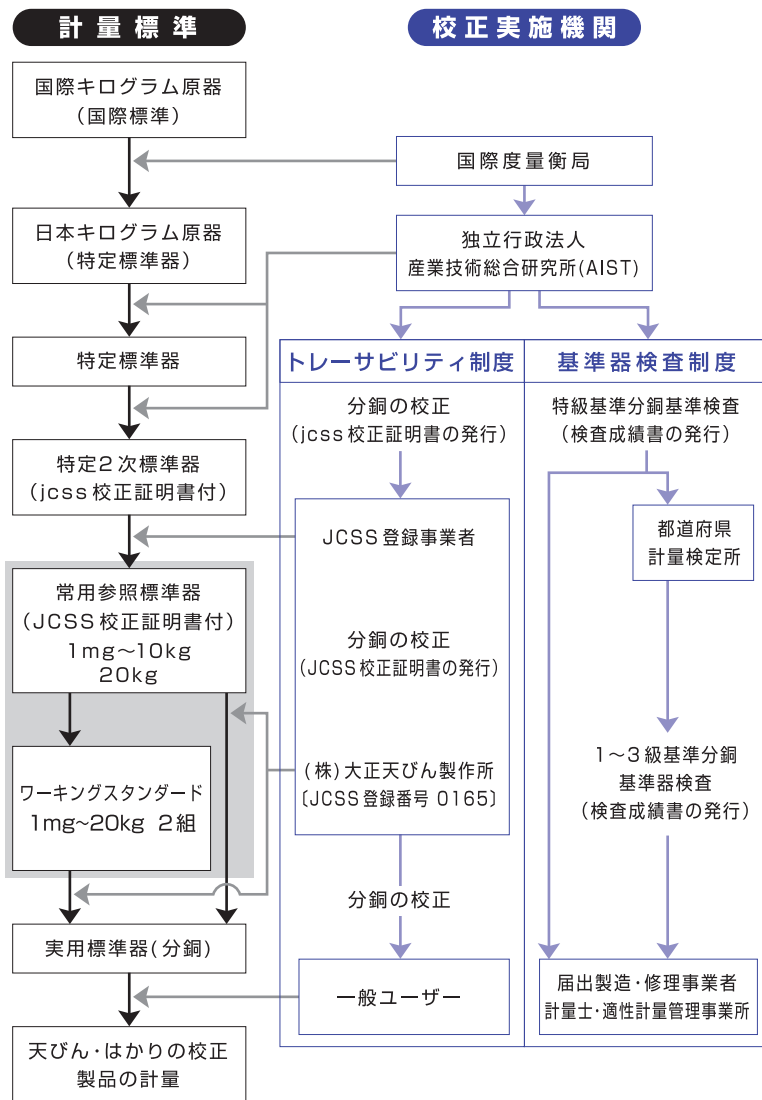 計量標準
国際キログラム原器
(国際標準)
日本キログラム原器
(特定標準器)
特定標準器
特定2次標準器
(jcss校正証明書付)
常用参照標準器
(JCSS校正証明書付)
1mg〜10kg
20kg
ワーキングスタンダード
1mg~20kg 2組
実用標準器(分銅)
天びん・はかりの校正
製品の計量
校正実施機関
国際度量衡局
独立行政法人
産業技術総合研究所(AIST)
トレーサビリティ制度
分銅の校正
(jcss校正証明書の発行)
JCSS登録事業者
分銅の校正
(JCSS校正証明書の発行)
(株)大正天びん製作所
〔JCSS登録番号 0165〕
分銅の校正
一般ユーザー
基準器検査制度
特級基準分銅基準検査
(検査成績書の発行)
都道府県
計量検定所
1〜3級基準分銅
基準器検査
(検査成績書の発行)
届出製造・修理事業者
計量士・適性計量管理事業所